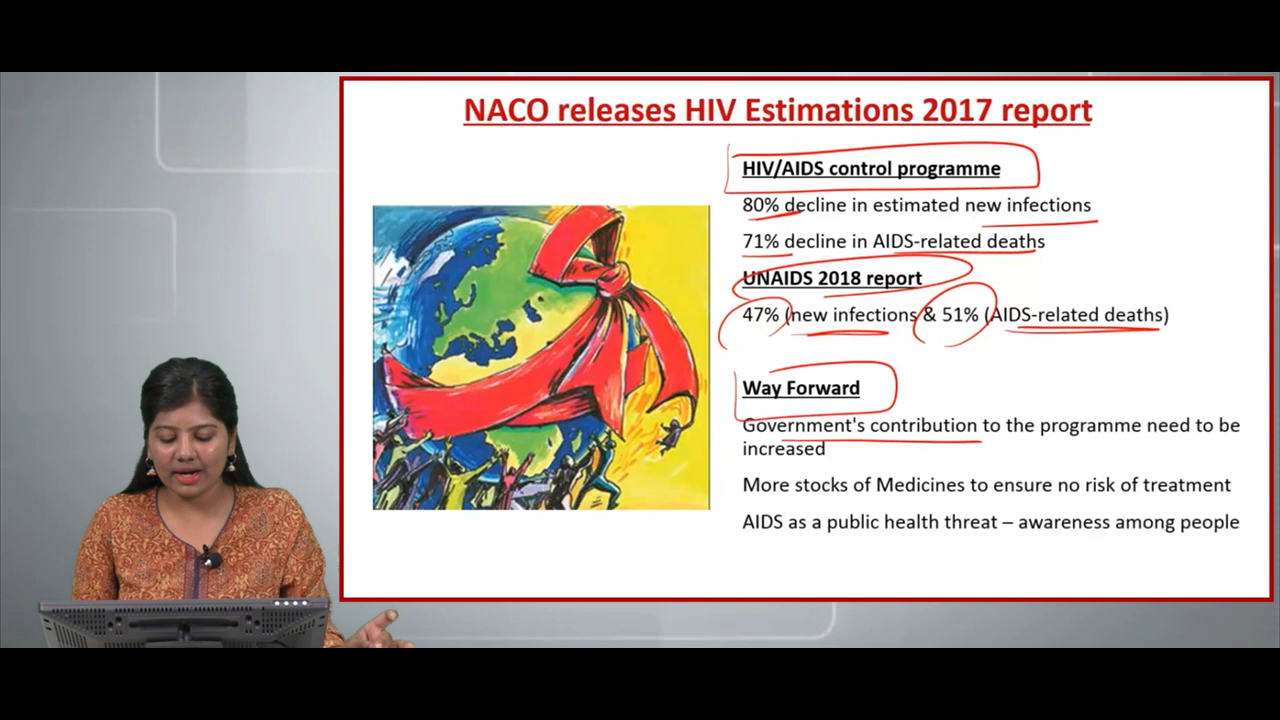 NACO releases HIV Estimations 2017 report
HIV/AIDS control programme
80% decline in estimated new infections
71% decline in AIDS-related deaths
UNAIDS 2018 report
47% (new infections & 51% (AIDS-related deaths)
Way Forward
Government's contribution to the programme need to be
increased
More stocks of Medicines to ensure no risk of treatment
AIDS as a public health threat – awareness among people